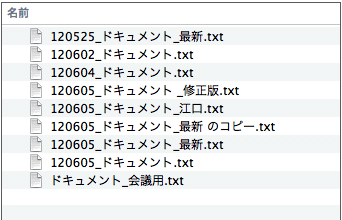 名前
120525_ドキュメント_最新.txt
120602_ドキュメント.txt
120604_ドキュメント.txt
120605_ドキュメント _修正版.txt
120605_ドキュメント_江口.txt
120605_ドキュメント_最新 のコピー.txt
120605_ドキュメント_最新.txt
120605_ドキュメント.txt
ドキュメント_会議用.txt